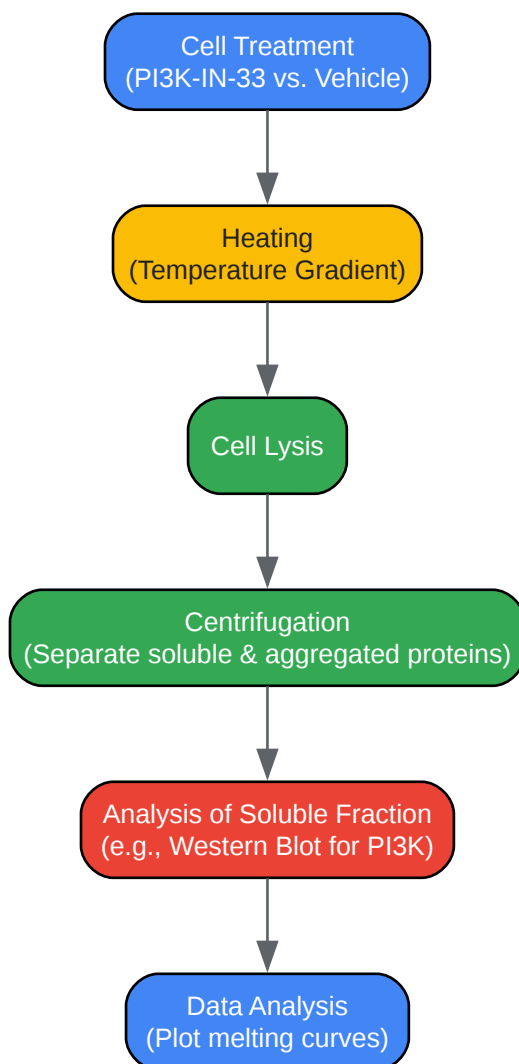 Cell Treatment
(PI3K-IN-33 vs. Vehicle)
Heating
(Temperature Gradient)
Cell Lysis
Centrifugation
(Separate soluble & aggregated proteins)
Analysis of Soluble Fraction
(e.g., Western Blot for PI3K)
Data Analysis
(Plot melting curves)